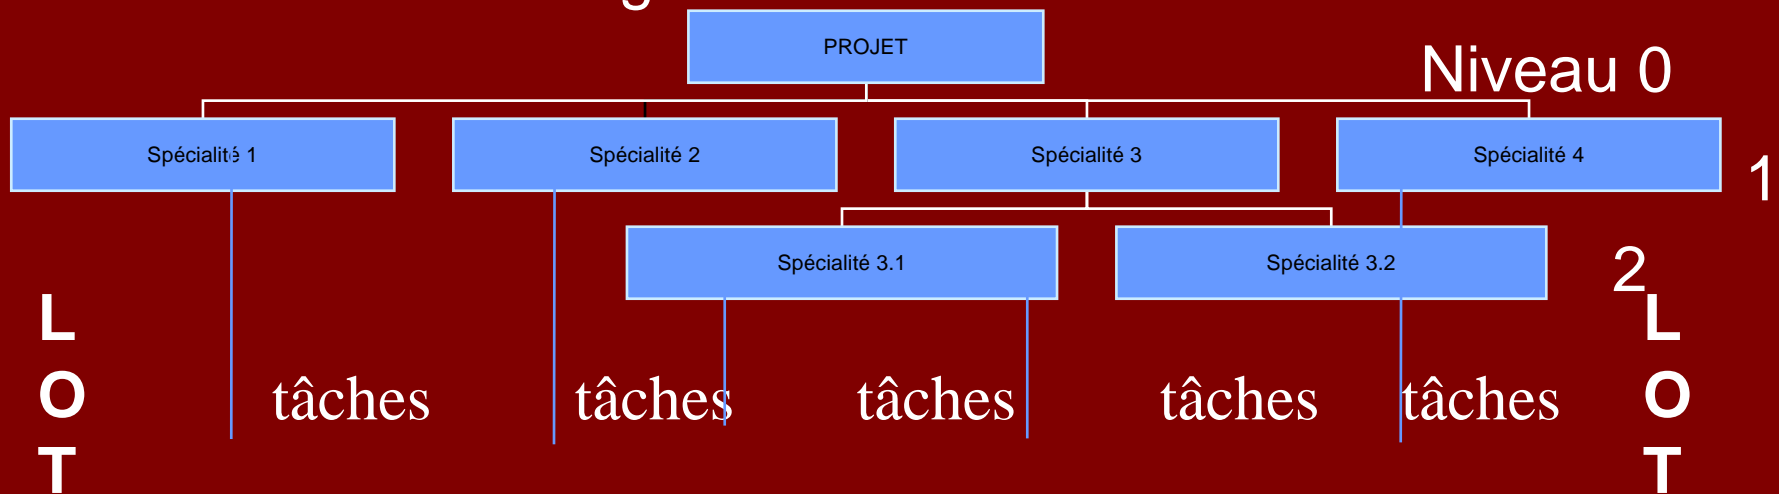 PROJET
Niveau 0
Spécialité 1
Spécialité 2
Spécialité 3
Spécialité 4
1
Spécialité 3.1
Spécialité 3.2
2
L
O
T
tâches
tâches
tâches
tâches
tâches
L
O
T